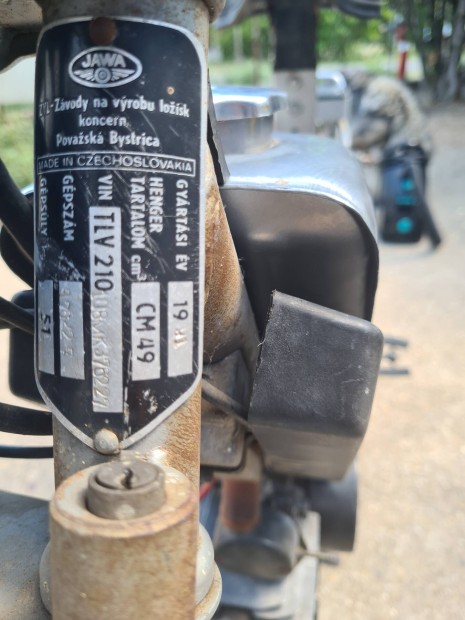 JAWA
ZŤL-Závody na výrobu ložísk
koncern
Považská Bystrica
MADE IN CZECHOSLOVAKIA
GYÁRTÁSI ÉV 19
HENGER
TARTALOM cm³ CM 49
VIN TLV 210
GÉPSZÁM
GÉPSÚLY 51